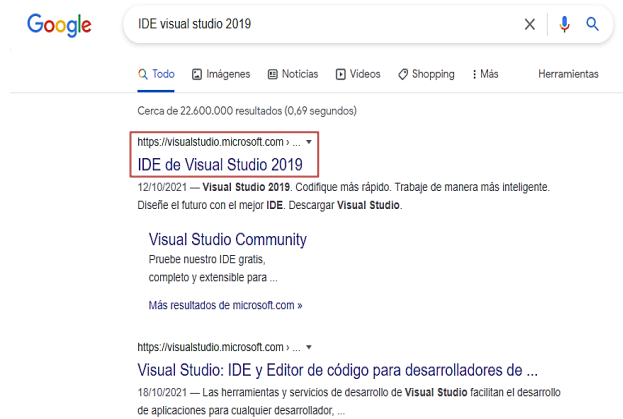 Google
IDE visual studio 2019
Todo Imágenes Noticias Vídeos Shopping Más Herramientas
Cerca de 22.600.000 resultados (0,69 segundos)
https://visualstudio.microsoft.com › ...
IDE de Visual Studio 2019
12/10/2021 — Visual Studio 2019. Codifique más rápido. Trabaje de manera más inteligente.
Diseñe el futuro con el mejor IDE. Descargar Visual Studio.
Visual Studio Community
Pruebe nuestro IDE gratis,
completo y extensible para ...
Más resultados de microsoft.com »
https://visualstudio.microsoft.com › ...
Visual Studio: IDE y Editor de código para desarrolladores de ...
18/10/2021 — Las herramientas y servicios de desarrollo de Visual Studio facilitan el desarrollo
de aplicaciones para cualquier desarrollador, ...